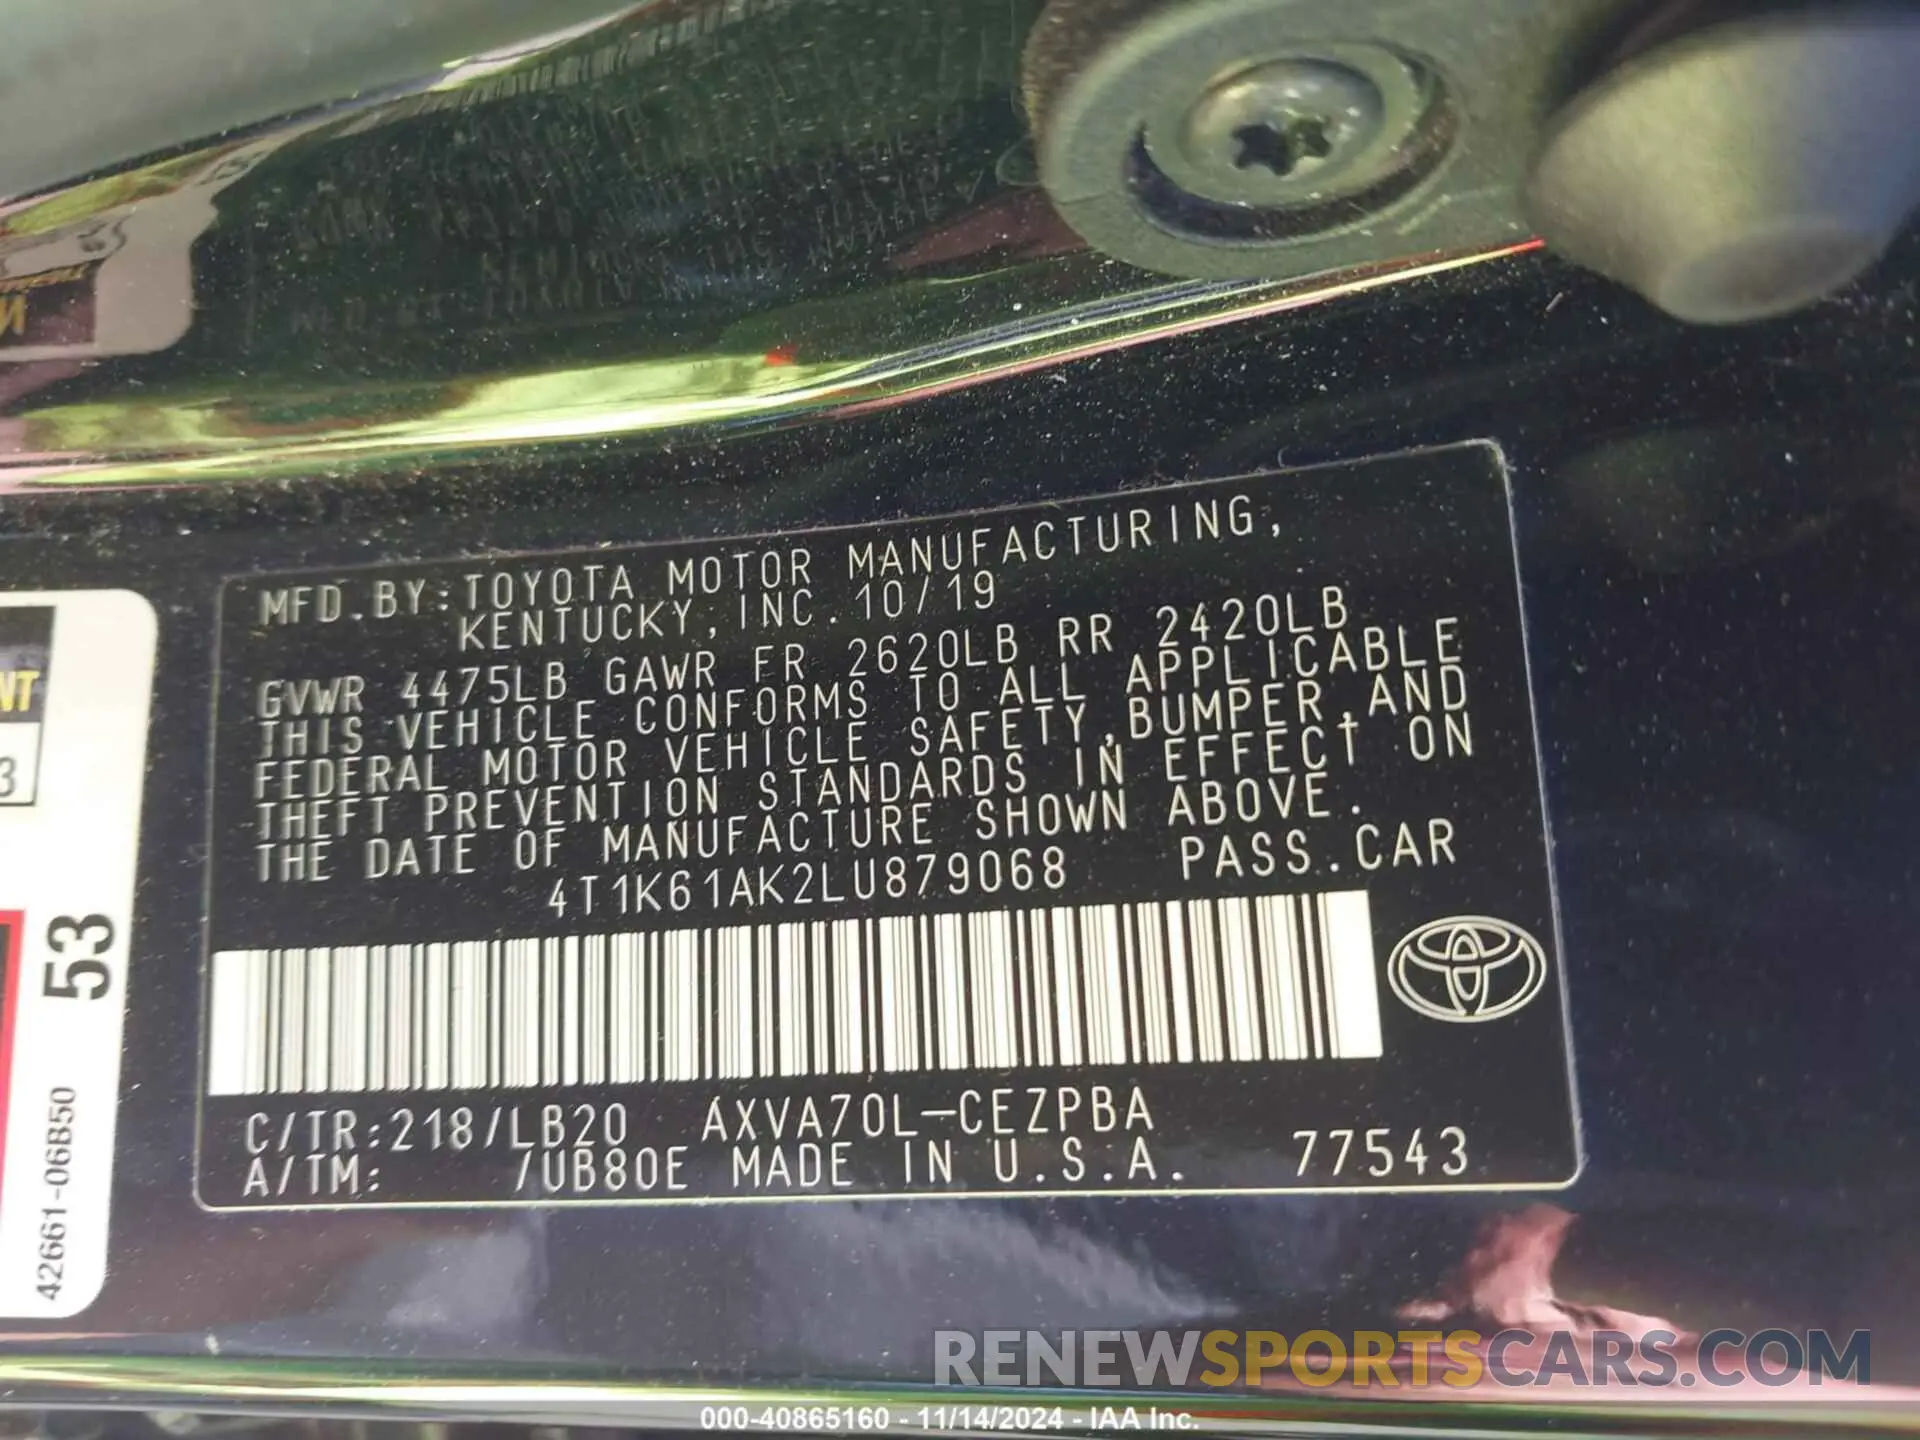 MFD.BY:TOYOTA MOTOR MANUFACTURING,
KENTUCKY, INC. 10/19
GVWR 4475LB GAWR FR 2620LB RR 2420LB
THIS VEHICLE CONFORMS TO ALL APPLICABLE
FEDERAL MOTOR VEHICLE SAFETY,BUMPER,AND
THEFT PREVENTION STANDARDS IN EFFECT ON
THE DATE OF MANUFACTURE SHOWN ABOVE.
4T1K61AK2LU879068 PASS.CAR
C/TR:218/LB20 AXVA70L-CEZPBA
A/TM: /UB80E MADE IN U.S.A. 77543
NT
3
53
42661-06B50
RENEWSPORTSCARS.COM
000-40865160 - 11/14/2024 - IAA Inc.